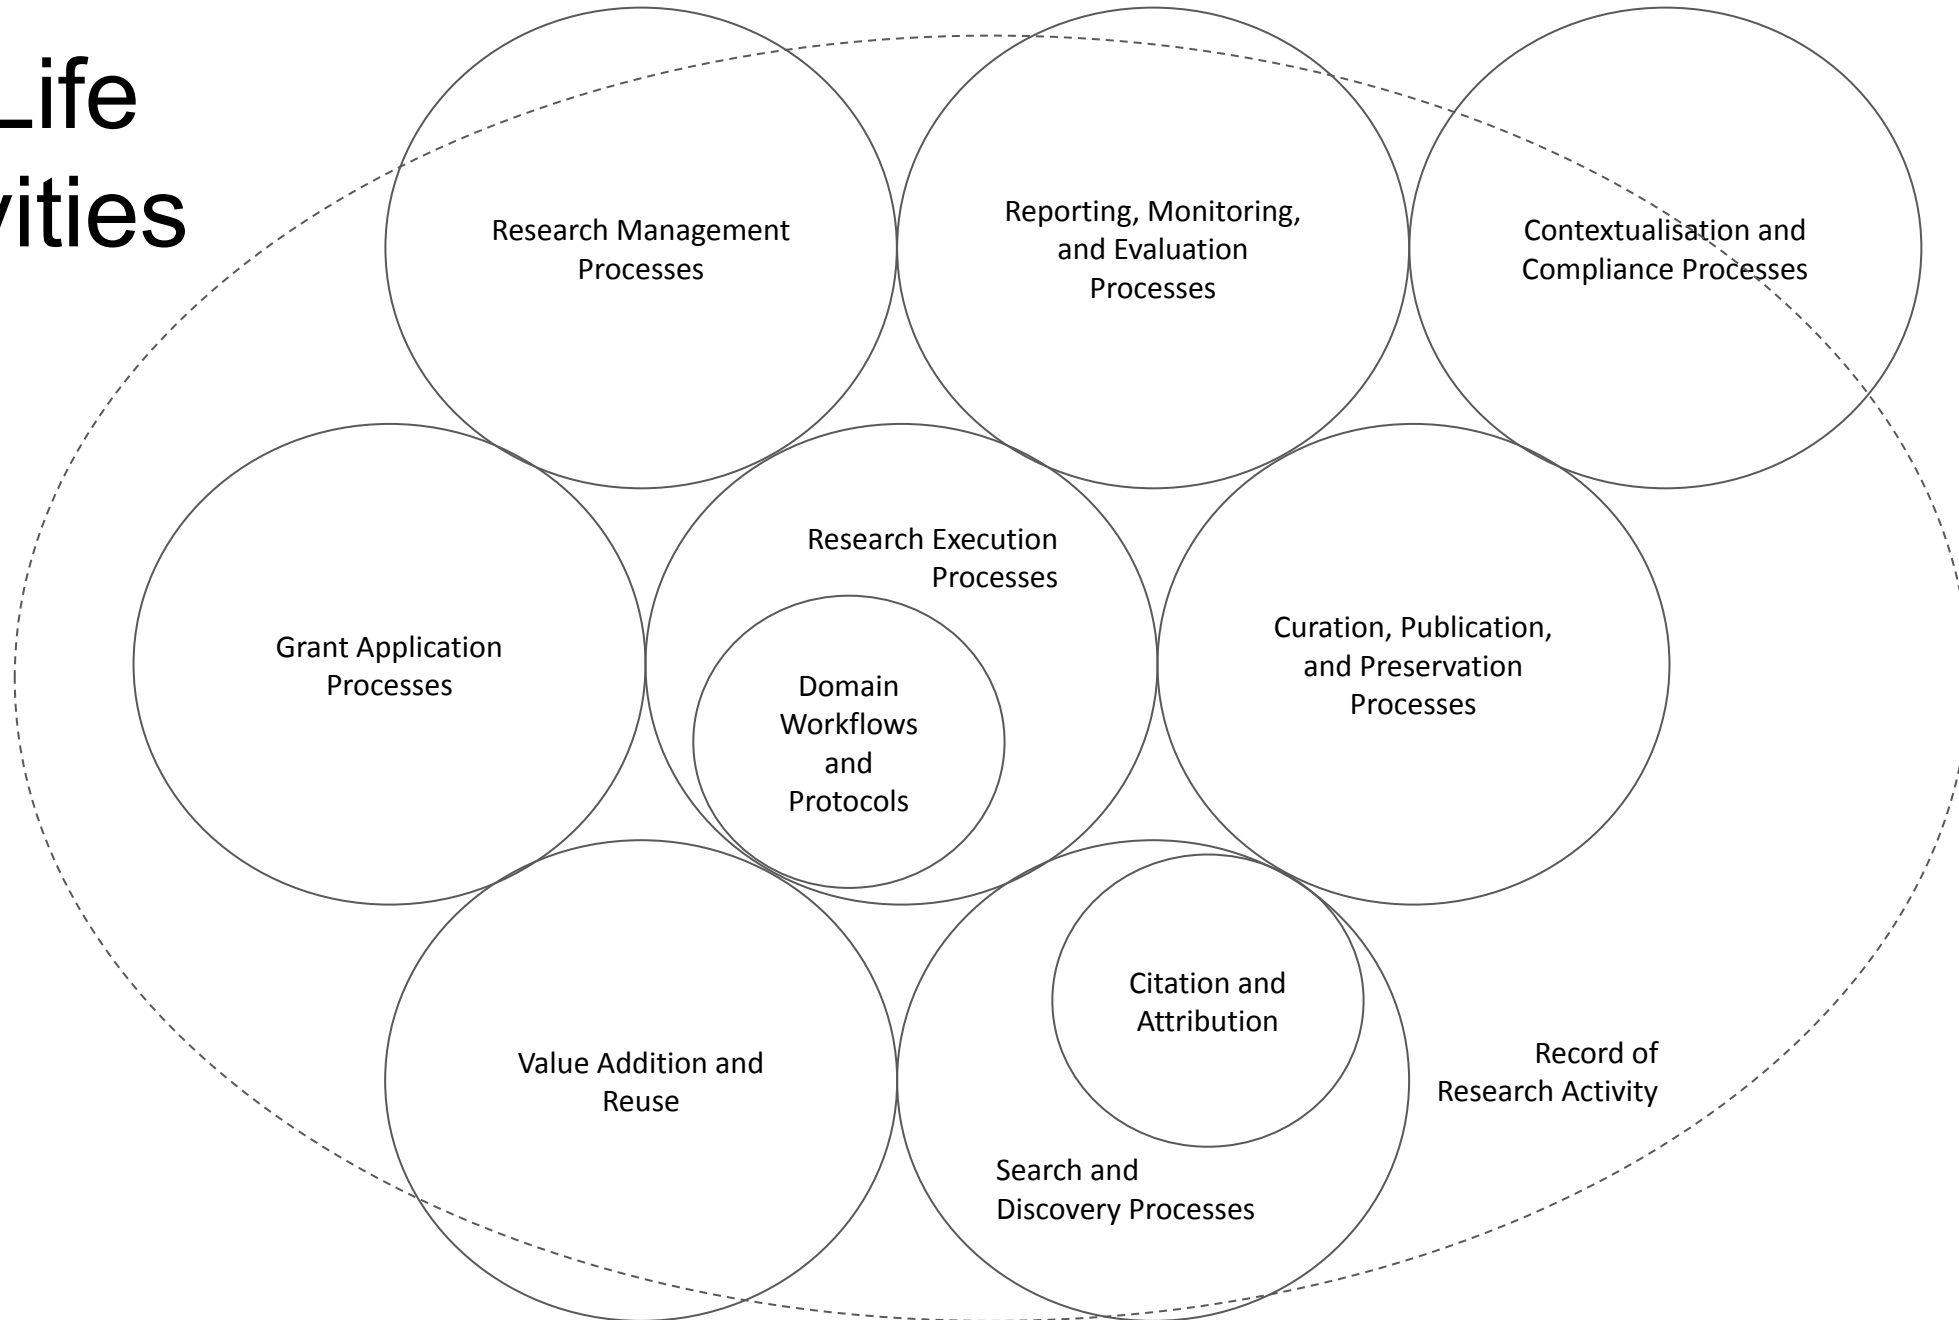 Life
vities
Research Management
Processes
Reporting, Monitoring,
and Evaluation
Processes
Contextualisation and
Compliance Processes
Grant Application
Processes
Research Execution
Processes
Domain
Workflows
and
Protocols
Curation, Publication,
and Preservation
Processes
Value Addition and
Reuse
Citation and
Attribution
Search and
Discovery Processes
Record of
Research Activity